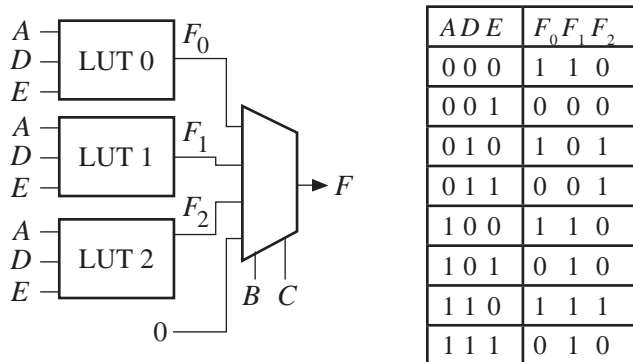 A
D
E
LUT 0
F0
A
D
E
LUT 1
F1
A
D
E
LUT 2
F2
0
B C
F
A D E F0 F1 F2
0 0 0 1 1 0
0 0 1 0 0 0
0 1 0 1 0 1
0 1 1 0 0 1
1 0 0 1 1 0
1 0 1 0 1 0
1 1 0 1 1 1
1 1 1 0 1 0